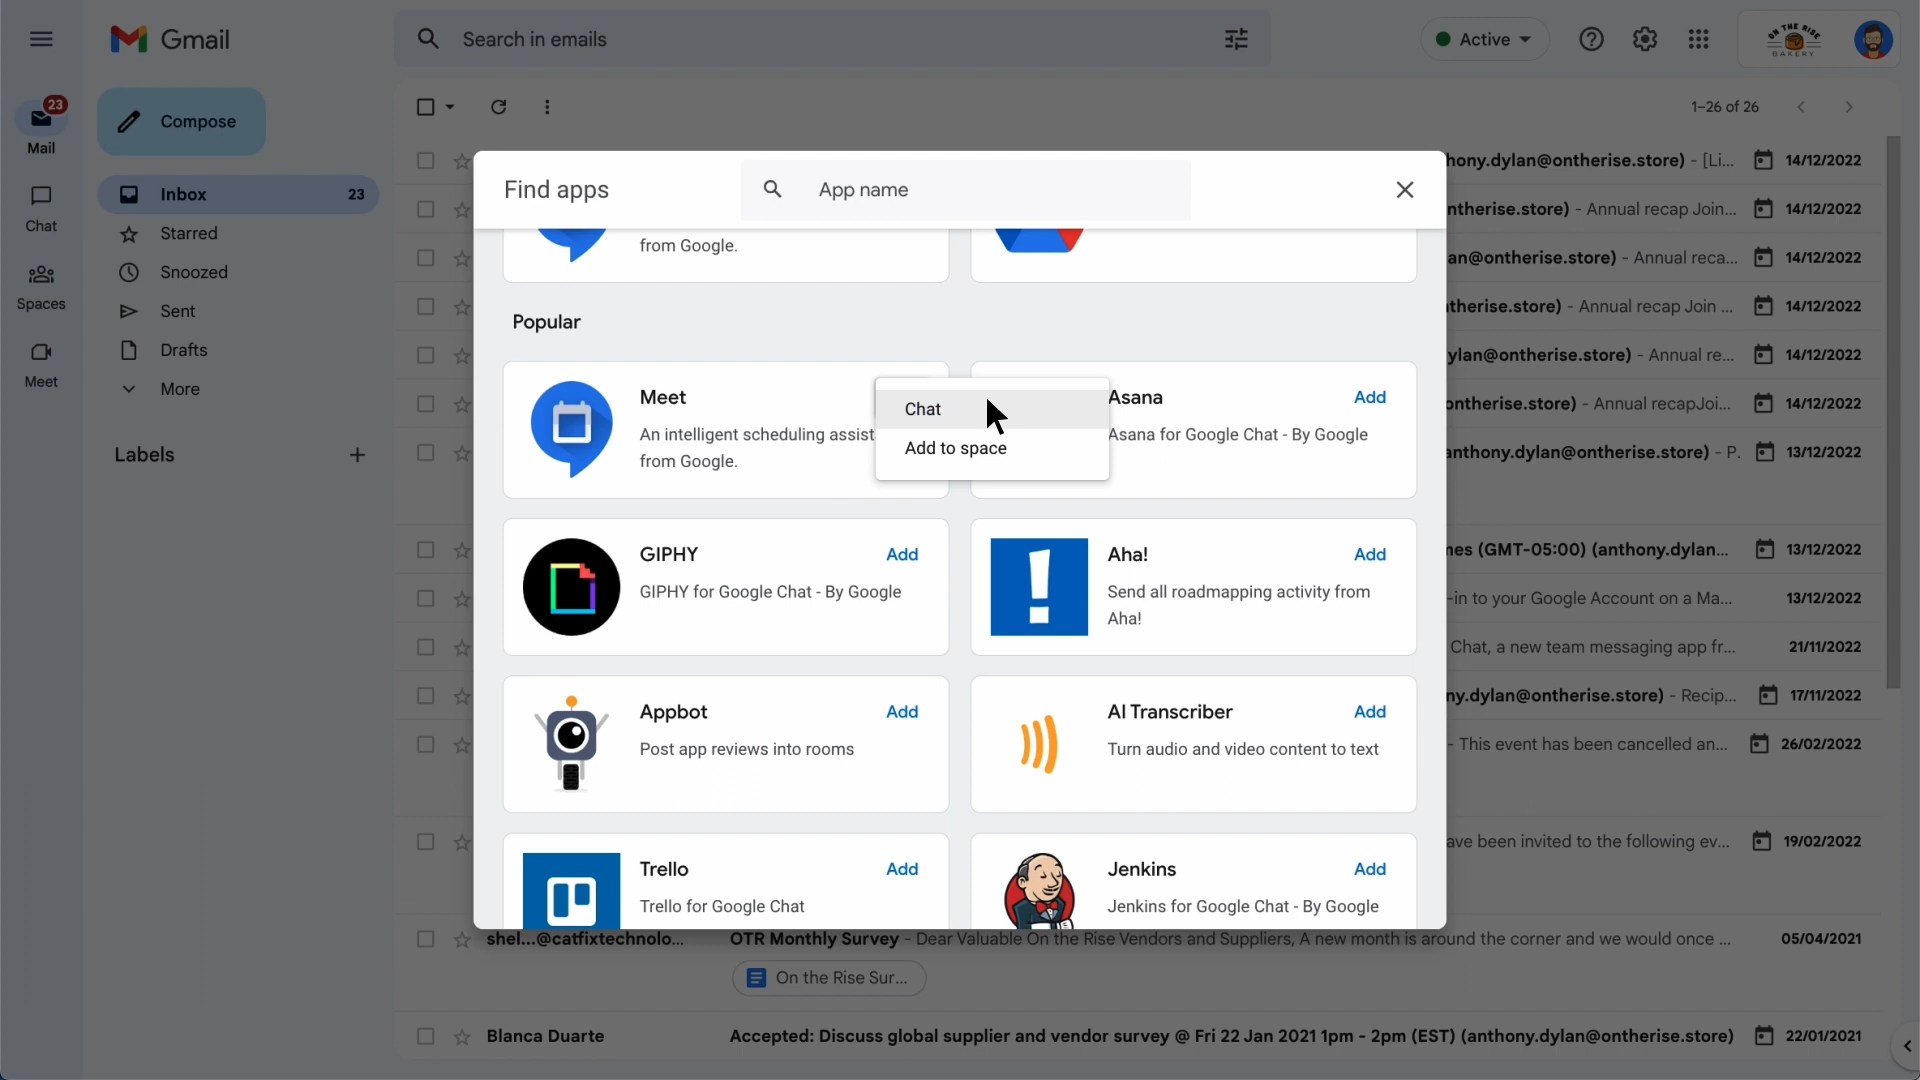 Gmail
Search in emails
Active
ON THE RISE
BAKERY
23
Mail
Compose
1–26 of 26
Chat
Spaces
Meet
Inbox 23
Starred
Snoozed
Sent
Drafts
More
Labels
Find apps
App name
from Google.
Popular
Meet
An intelligent scheduling assist
from Google.
Chat
Add to space
Asana
Add
Asana for Google Chat - By Google
GIPHY
Add
GIPHY for Google Chat - By Google
Aha!
Add
Send all roadmapping activity from
Aha!
Appbot
Add
Post app reviews into rooms
AI Transcriber
Add
Turn audio and video content to text
Trello
Add
Trello for Google Chat
Jenkins
Add
Jenkins for Google Chat - By Google
hony.dylan@ontherise.store) - [Li... 14/12/2022
ntherise.store) - Annual recap Join... 14/12/2022
an@ontherise.store) - Annual reca... 14/12/2022
therise.store) - Annual recap Join ... 14/12/2022
ylan@ontherise.store) - Annual re... 14/12/2022
ontherise.store) - Annual recapJoi... 14/12/2022
anthony.dylan@ontherise.store) - P. 13/12/2022
nes (GMT-05:00) (anthony.dylan... 13/12/2022
-in to your Google Account on a Ma... 13/12/2022
Chat, a new team messaging app fr... 21/11/2022
ny.dylan@ontherise.store) - Recip... 17/11/2022
- This event has been cancelled an... 26/02/2022
ave been invited to the following ev... 19/02/2022
shel...@catfixtechnolo... OTR Monthly Survey - Dear Valuable On the Rise Vendors and Suppliers, A new month is around the corner and we would once ... 05/04/2021
On the Rise Sur...
Blanca Duarte Accepted: Discuss global supplier and vendor survey @ Fri 22 Jan 2021 1pm - 2pm (EST) (anthony.dylan@ontherise.store) 22/01/2021